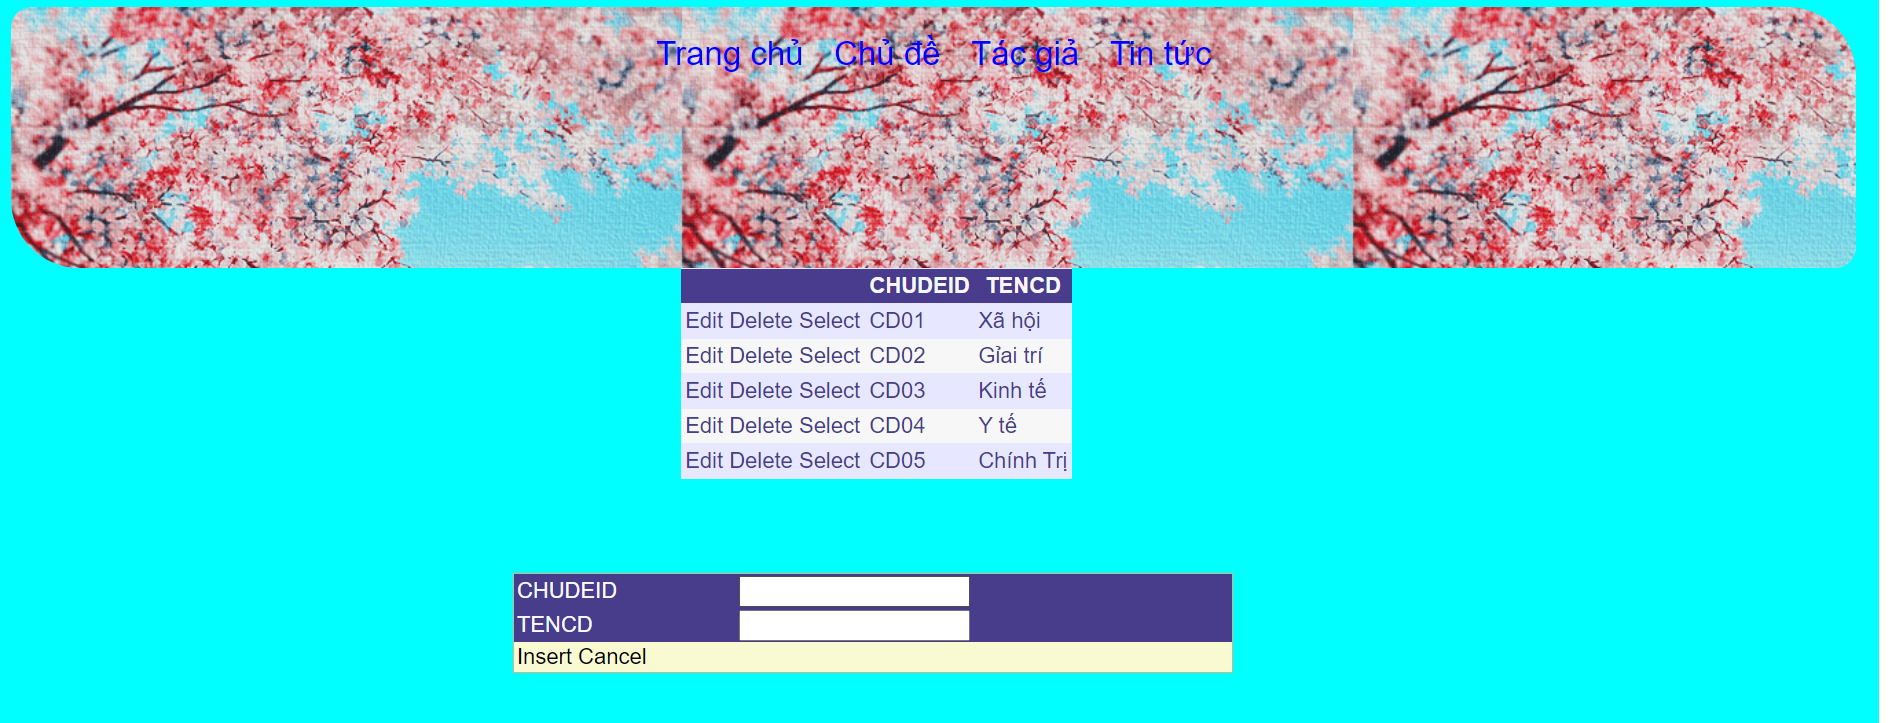 Trang chủ Chủ đề Tác giả Tin tức
CHUDEID TENCD
Edit Delete Select CD01 Xã hội
Edit Delete Select CD02 Gỉai trí
Edit Delete Select CD03 Kinh tế
Edit Delete Select CD04 Y tế
Edit Delete Select CD05 Chính Trị
CHUDEID
TENCD
Insert Cancel